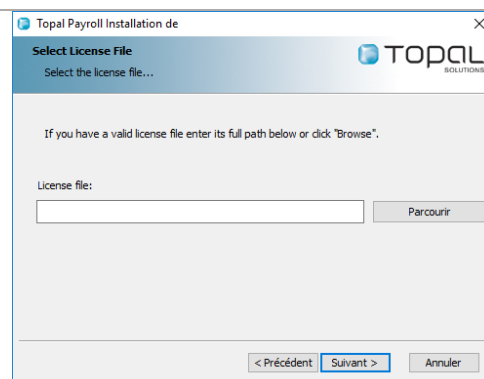 Topal Payroll Installation de
Select License File
Select the license file...
TOPAL
SOLUTIONS
If you have a valid license file enter its full path below or click "Browse".
License file:
Parcourir
< Précédent
Suivant >
Annuler